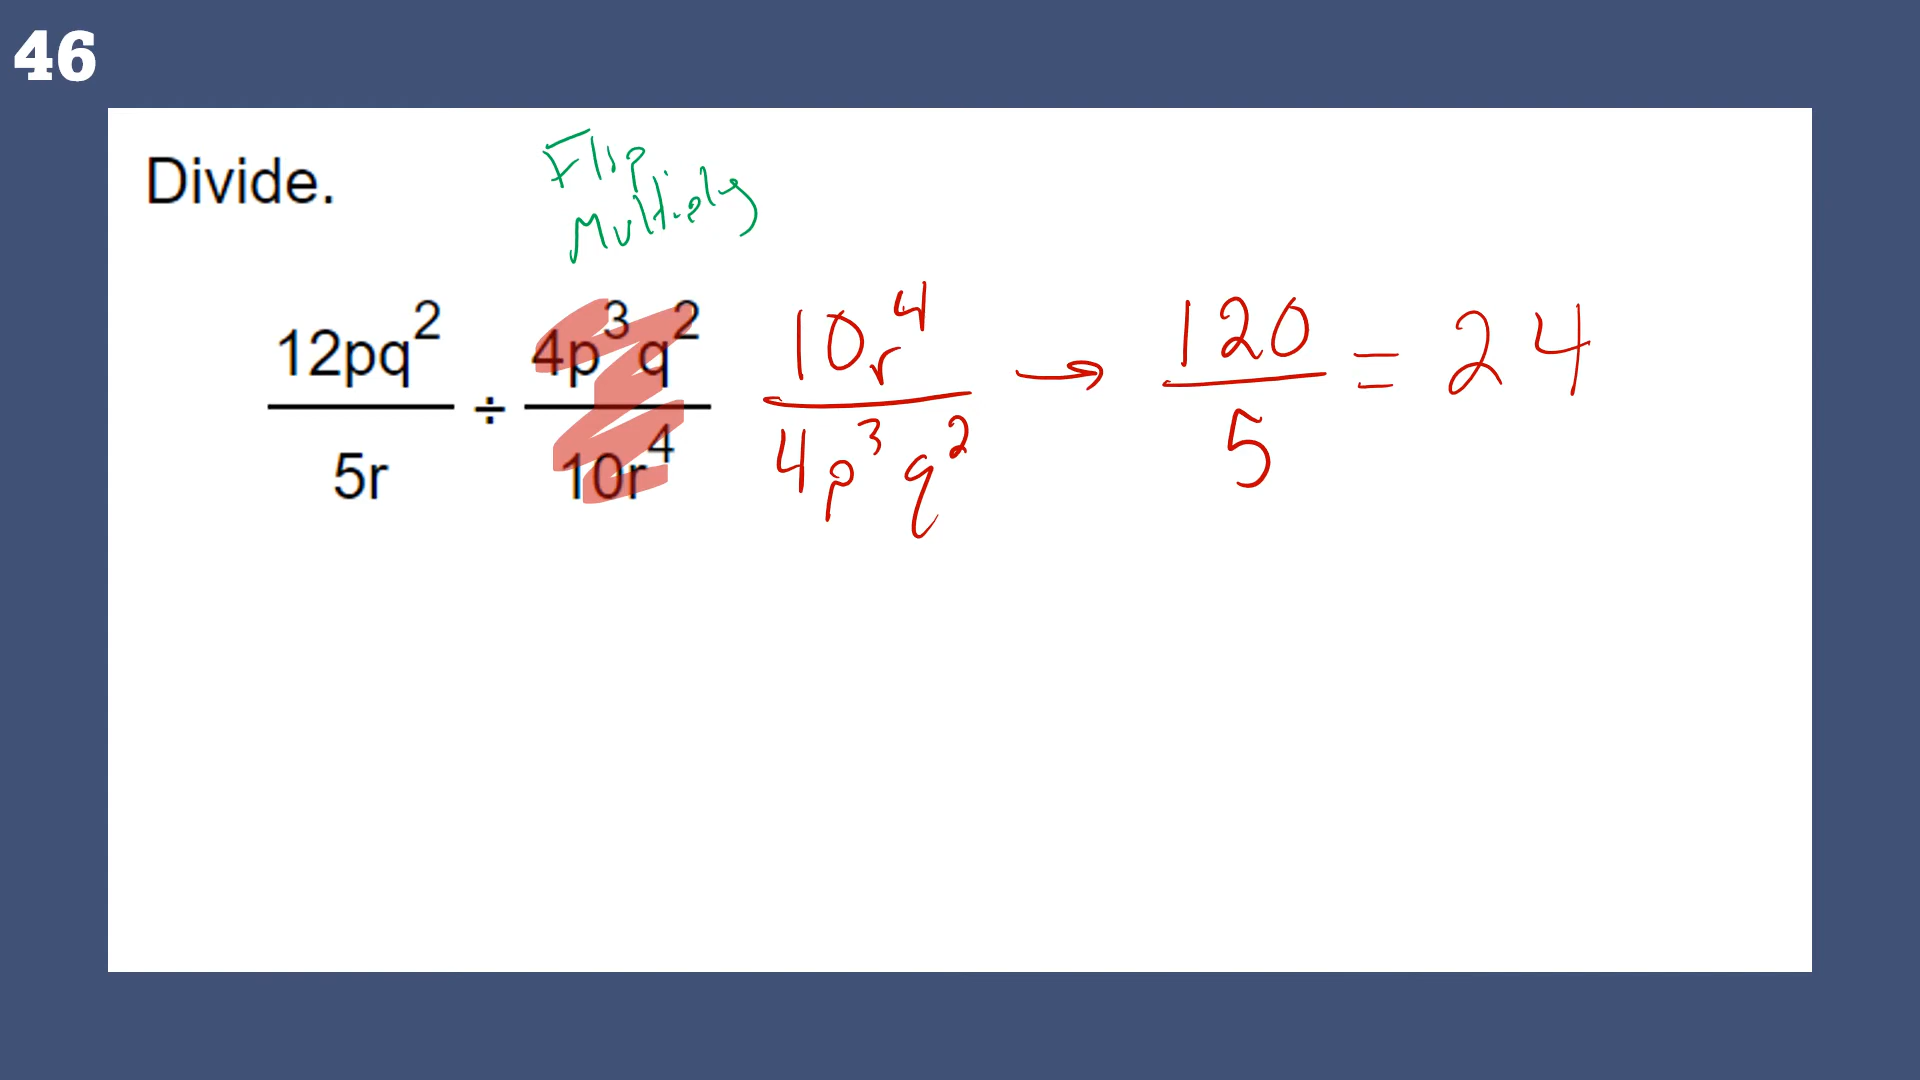 46
Divide.
Flip
Multiply
12pq² / 5r ÷ 4p³q² / 10r⁴
10r⁴ / 4p³q² → 120 / 5 = 24